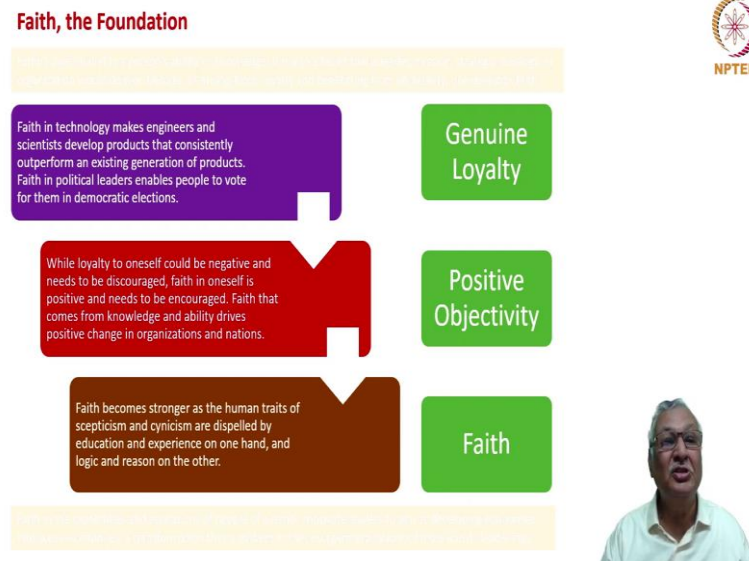 Faith, the Foundation
NPTEL
Faith in technology makes engineers and
scientists develop products that consistently
outperform an existing generation of products.
Faith in political leaders enables people to vote
for them in democratic elections.
Genuine
Loyalty
While loyalty to oneself could be negative and
needs to be discouraged, faith in oneself is
positive and needs to be encouraged. Faith that
comes from knowledge and ability drives
positive change in organizations and nations.
Positive
Objectivity
Faith becomes stronger as the human traits of
scepticism and cynicism are dispelled by
education and experience on one hand, and
logic and reason on the other.
Faith